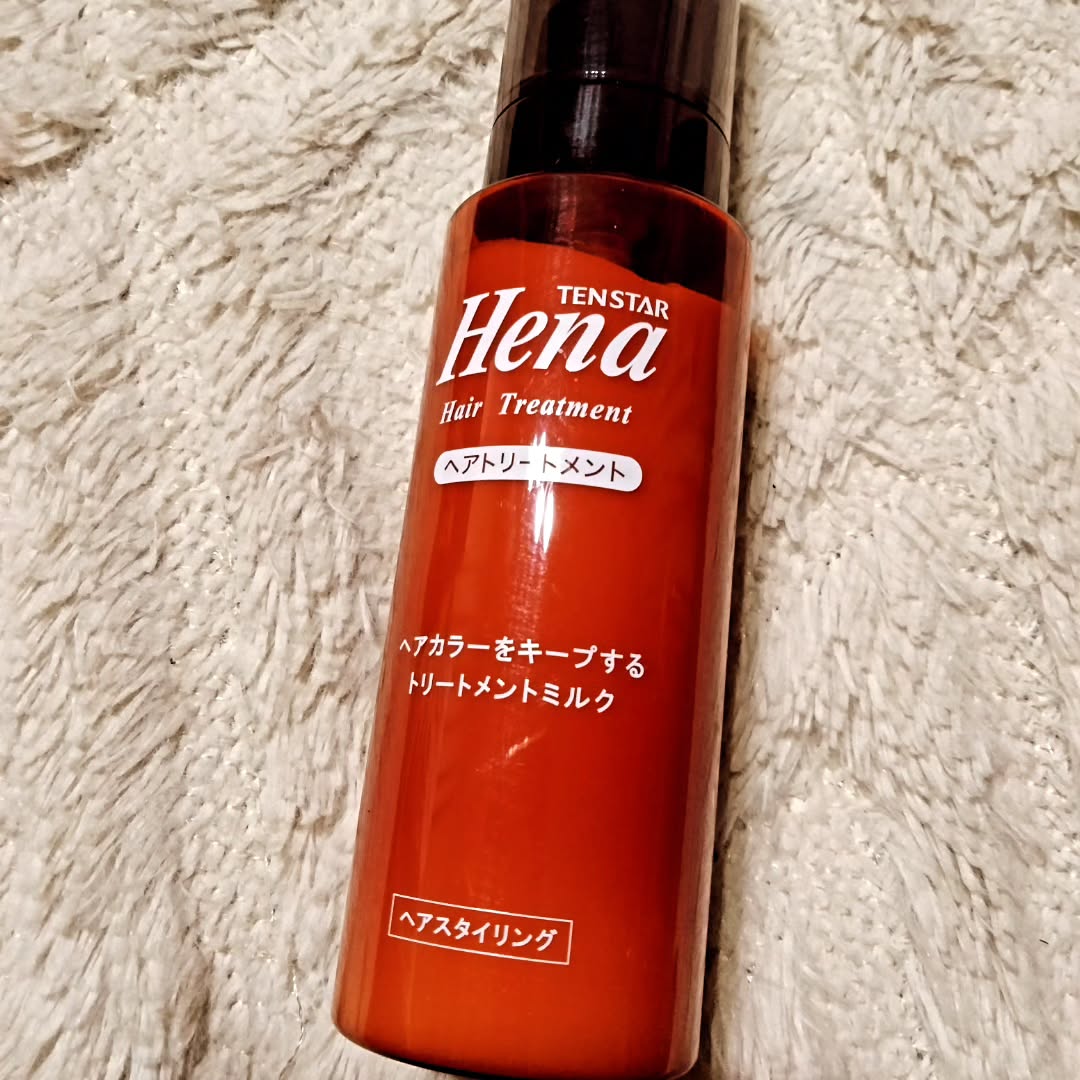 TENSTAR
Hena
Hair Treatment
ヘアトリートメント
ヘアカラーをキープする
トリートメントミルク
ヘアスタイリング